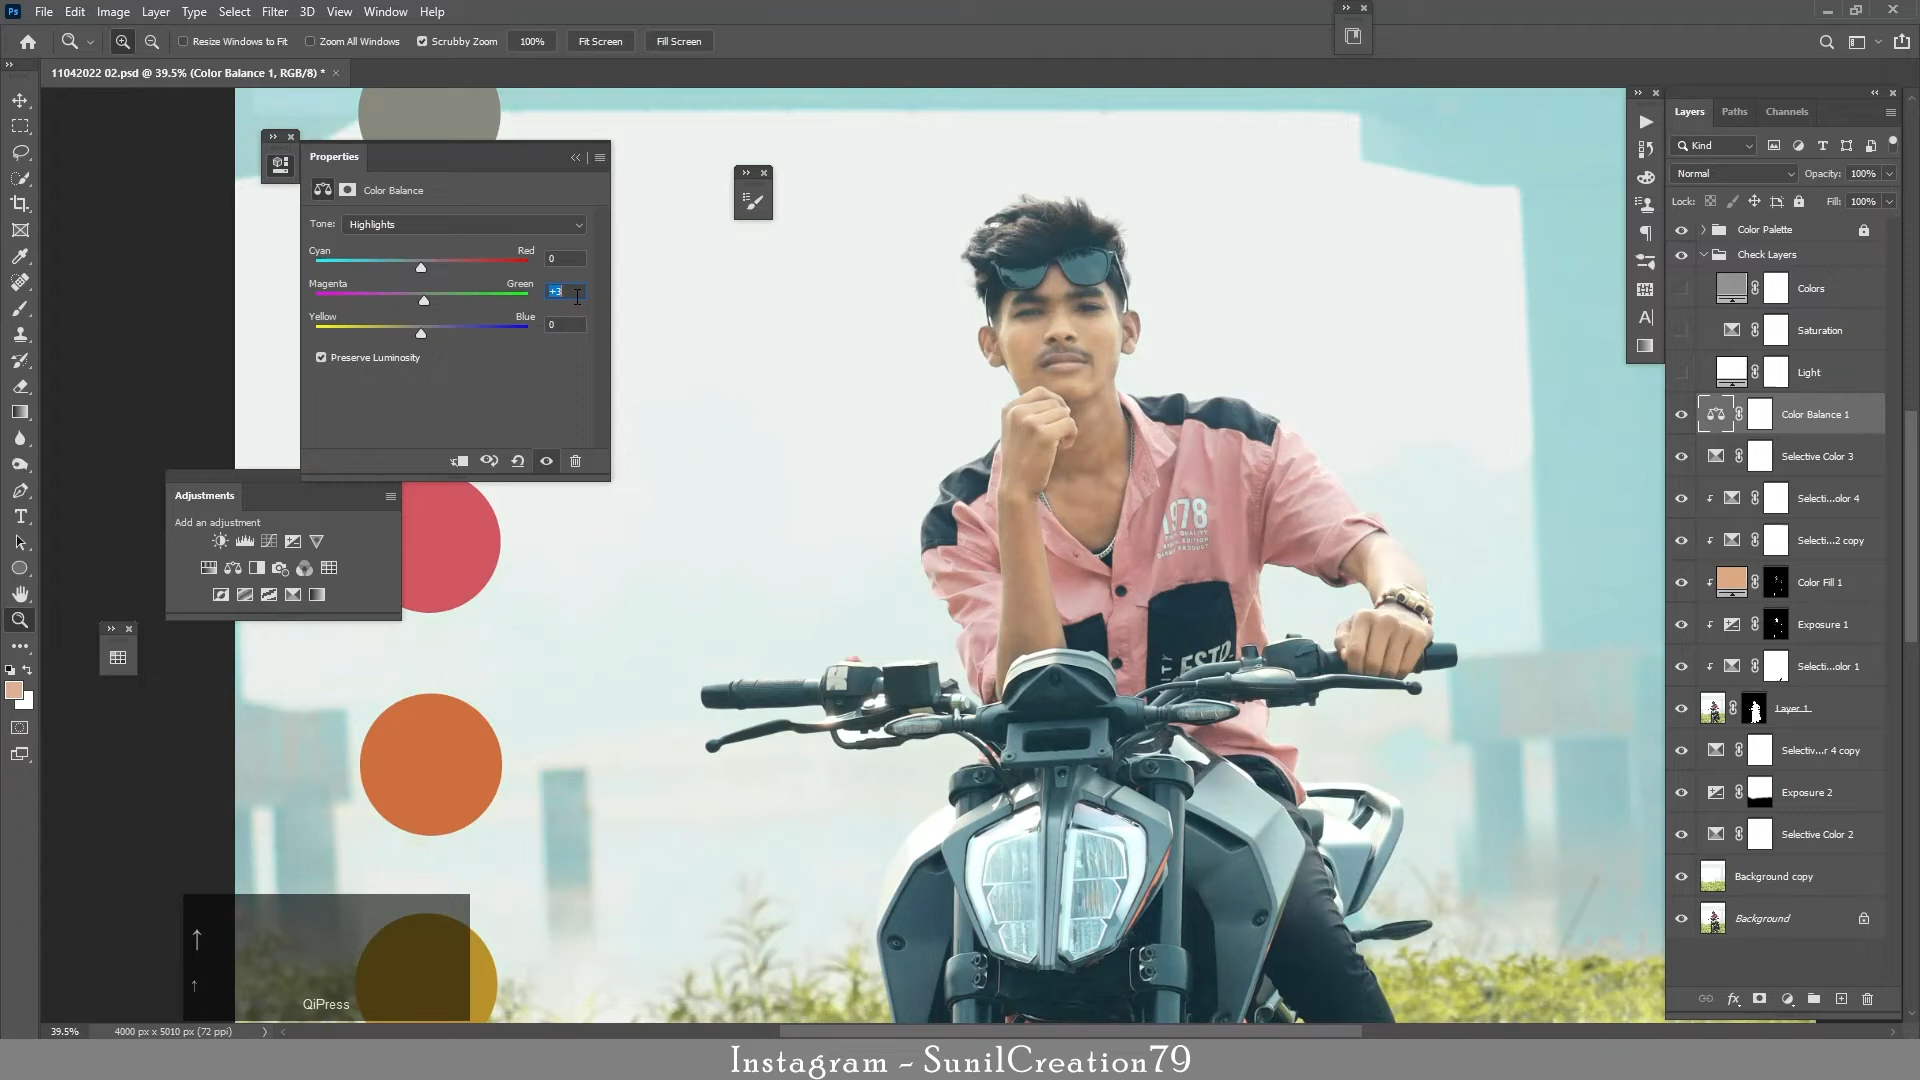 Ps File Edit Image Layer Type Select Filter 3D View Window Help
Resize Windows to Fit Zoom All Windows Scrubby Zoom 100% Fit Screen Fill Screen
11042022 02.psd @ 39.5% (Color Balance 1, RGB/8) * ×
Properties
Color Balance
Tone: Highlights
Cyan Red 0
Magenta Green +3
Yellow Blue 0
Preserve Luminosity
Adjustments
Add an adjustment
1978
ESTD
Layers Paths Channels
Kind
Normal Opacity: 100%
Lock: Fill: 100%
Color Palette
Check Layers
Colors
Saturation
Light
Color Balance 1
Selective Color 3
Selecti...olor 4
Selecti...2 copy
Color Fill 1
Exposure 1
Selecti...olor 1
Layer 1
Selectiv...r 4 copy
Exposure 2
Selective Color 2
Background copy
Background
fx
QiPress
39.5% 4000 px x 5010 px (72 ppi)
Instagram - SunilCreation79